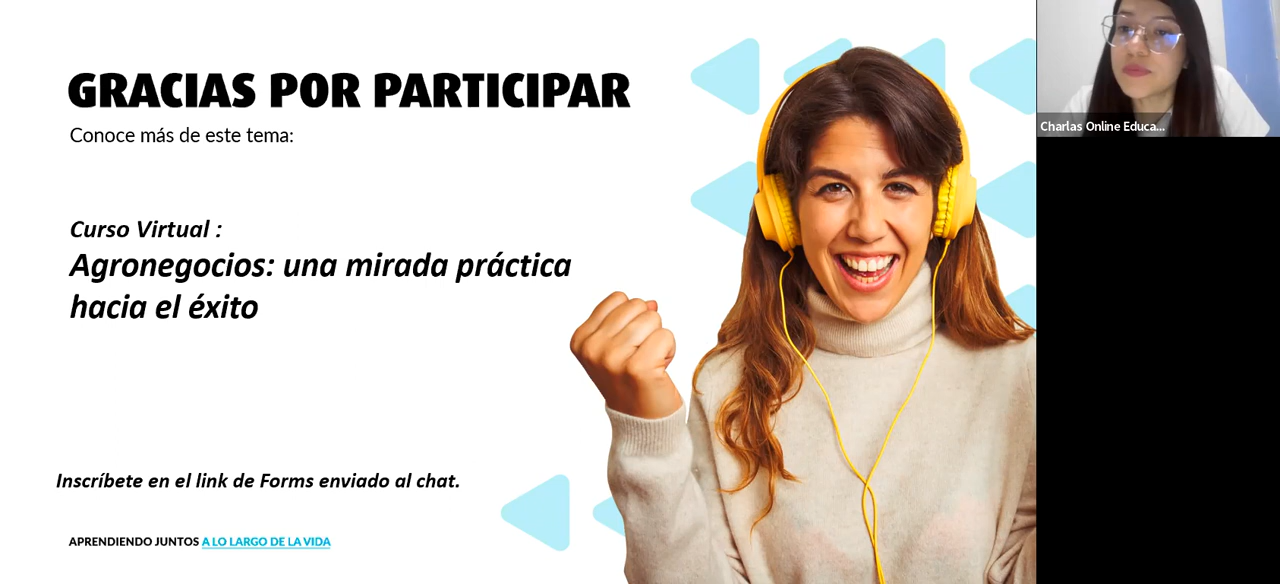 GRACIAS POR PARTICIPAR
Conoce más de este tema:
Curso Virtual :
Agronegocios: una mirada práctica
hacia el éxito
Inscríbete en el link de Forms enviado al chat.
APRENDIENDO JUNTOS A LO LARGO DE LA VIDA
Charlas Online Educa...